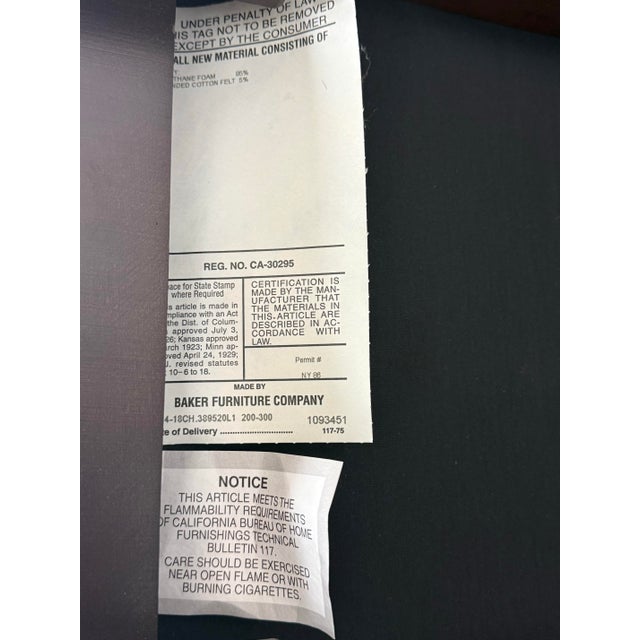 UNDER PENALTY OF LAW
THIS TAG NOT TO BE REMOVED
EXCEPT BY THE CONSUMER
ALL NEW MATERIAL CONSISTING OF
THANE FOAM 95%
NDED COTTON FELT 5%
REG. NO. CA-30295
pace for State Stamp
where Required
s article is made in
pliance with an Act
the Dist. of Colum-
approved July 3,
26; Kansas approved
rch 1923; Minn ap-
ved April 24, 1929;
J. revised statutes
10-6 to 18.
CERTIFICATION IS
MADE BY THE MAN-
UFACTURER THAT
THE MATERIALS IN
THIS ARTICLE ARE
DESCRIBED IN AC-
CORDANCE WITH
LAW.
Permit #
NY 86
MADE BY
BAKER FURNITURE COMPANY
4-18CH.389520L1 200-300 1093451
te of Delivery ............................. 117-75
NOTICE
THIS ARTICLE MEETS THE
FLAMMABILITY REQUIREMENTS
OF CALIFORNIA BUREAU OF HOME
FURNISHINGS TECHNICAL
BULLETIN 117.
CARE SHOULD BE EXERCISED
NEAR OPEN FLAME OR WITH
BURNING CIGARETTES.